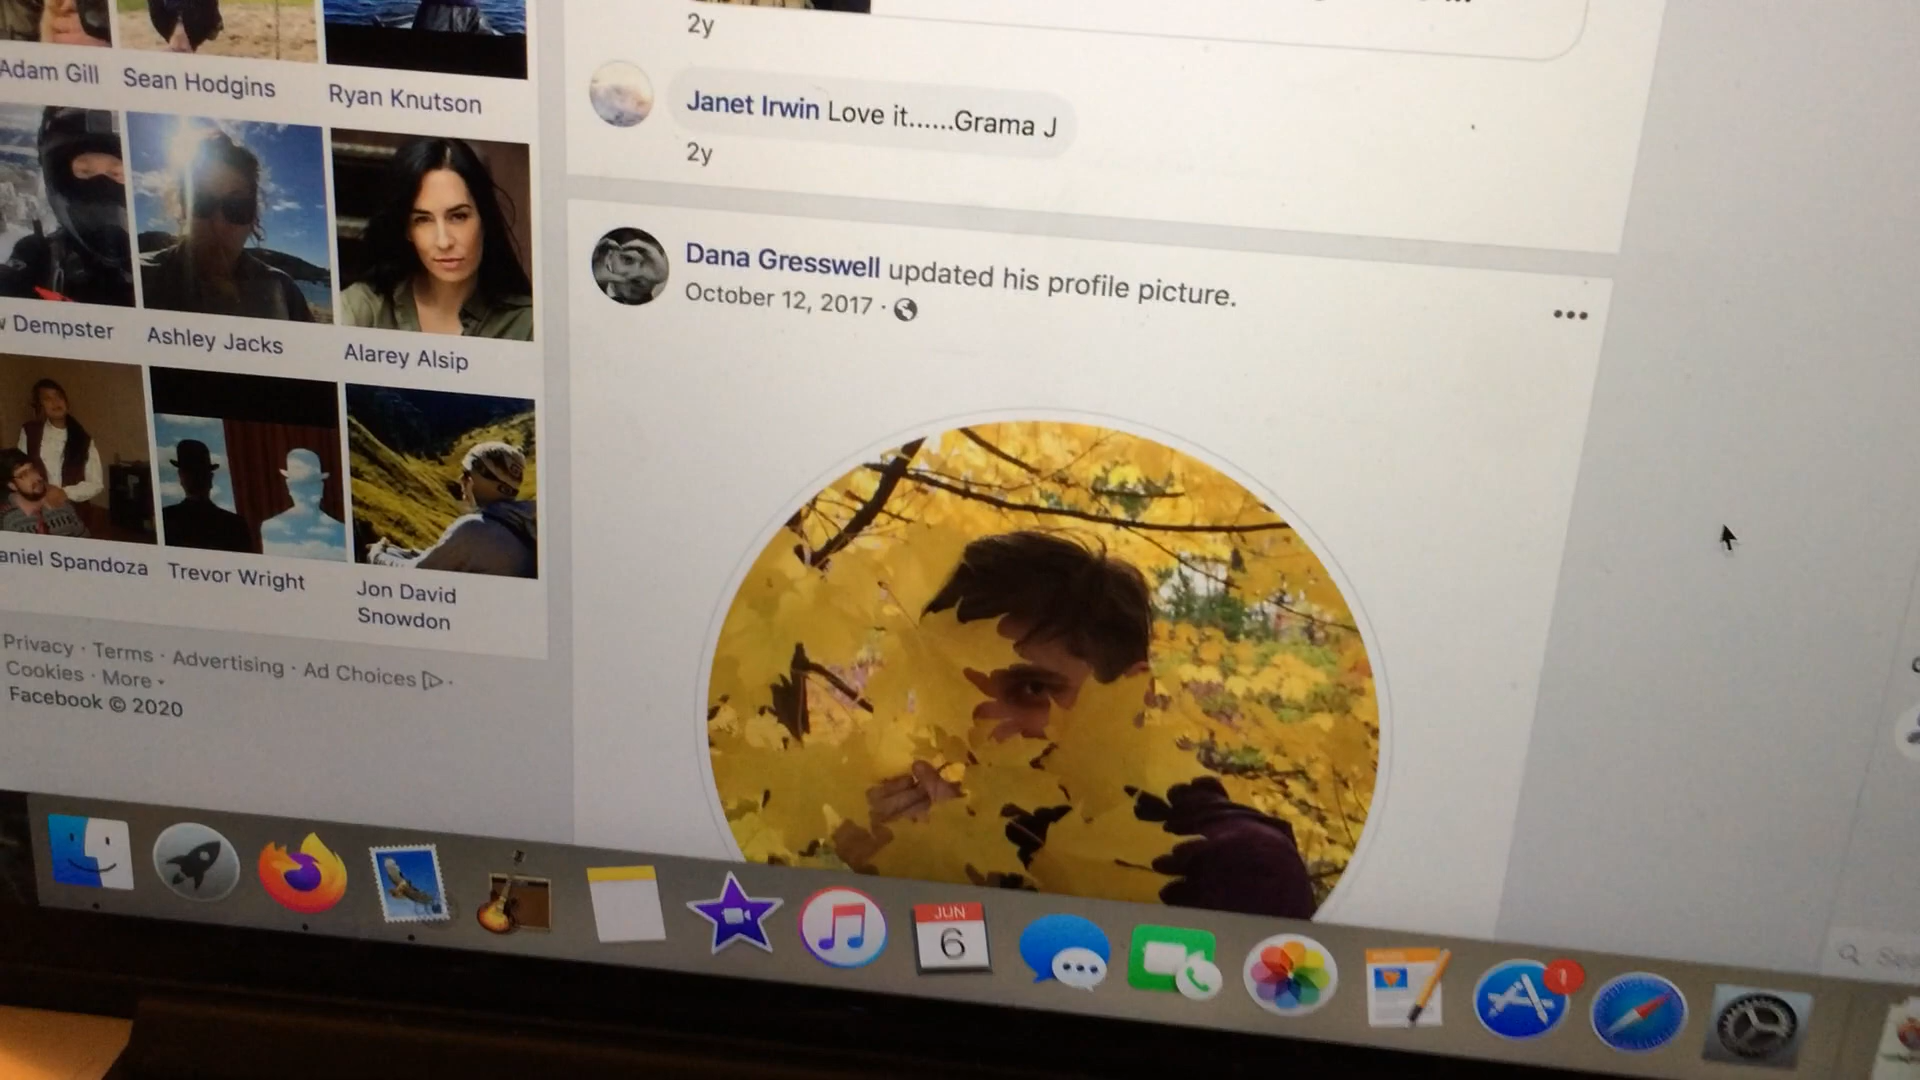 Adam Gill
Sean Hodgins
Ryan Knutson
Dempster
Ashley Jacks
Alarey Alsip
aniel Spandoza
Trevor Wright
Jon David
Snowdon
Privacy · Terms · Advertising · Ad Choices ·
Cookies · More
Facebook © 2020
2y
Janet Irwin Love it......Grama J
2y
Dana Gresswell updated his profile picture.
October 12, 2017 ·
JUN
6
1